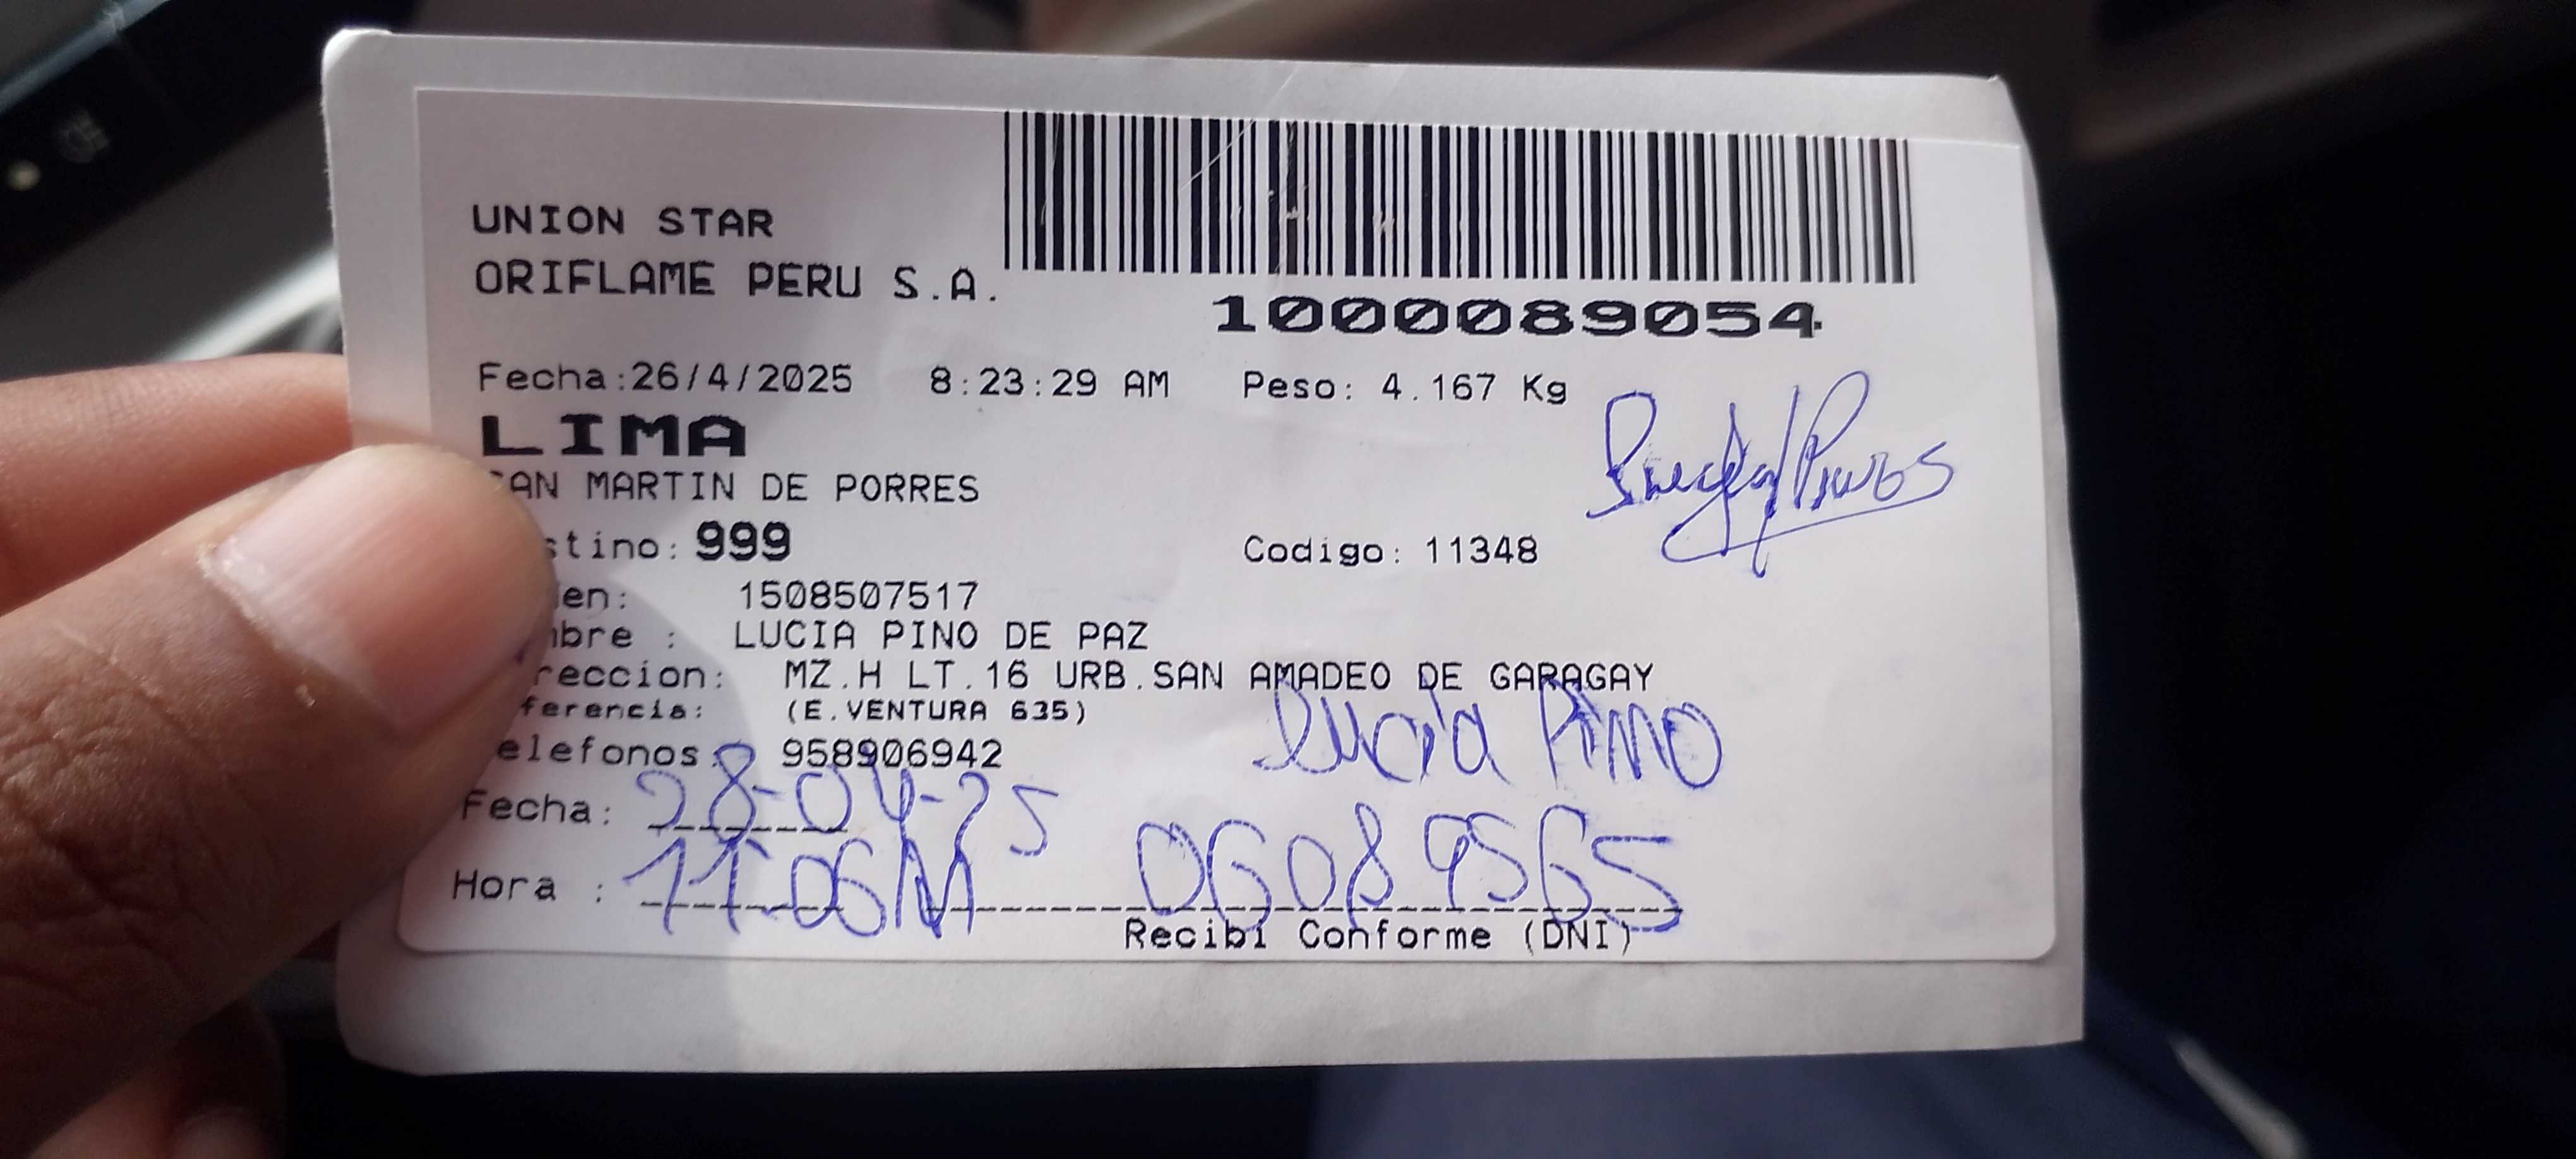 UNION STAR
ORIFLAME PERU S.A.
1000089054
Fecha:26/4/2025 8:23:29 AM Peso: 4.167 Kg
LIMA
SAN MARTIN DE PORRES
stino: 999 Codigo: 11348
en: 1508507517
mbre : LUCIA PINO DE PAZ
reccion: MZ.H LT.16 URB.SAN AMADEO DE GARAGAY
ferencia: (E.VENTURA 635)
elefonos: 958906942
Lucia Pino
Fecha: 28-04-25
Hora : 11-06 06089565
Recibi Conforme (DNI)